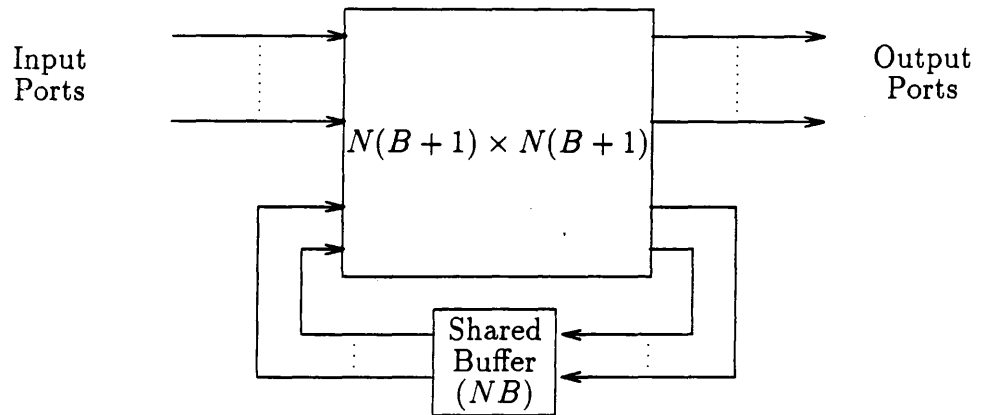 Input
Ports
Output
Ports
N(B + 1) × N(B + 1)
Shared
Buffer
(NB)